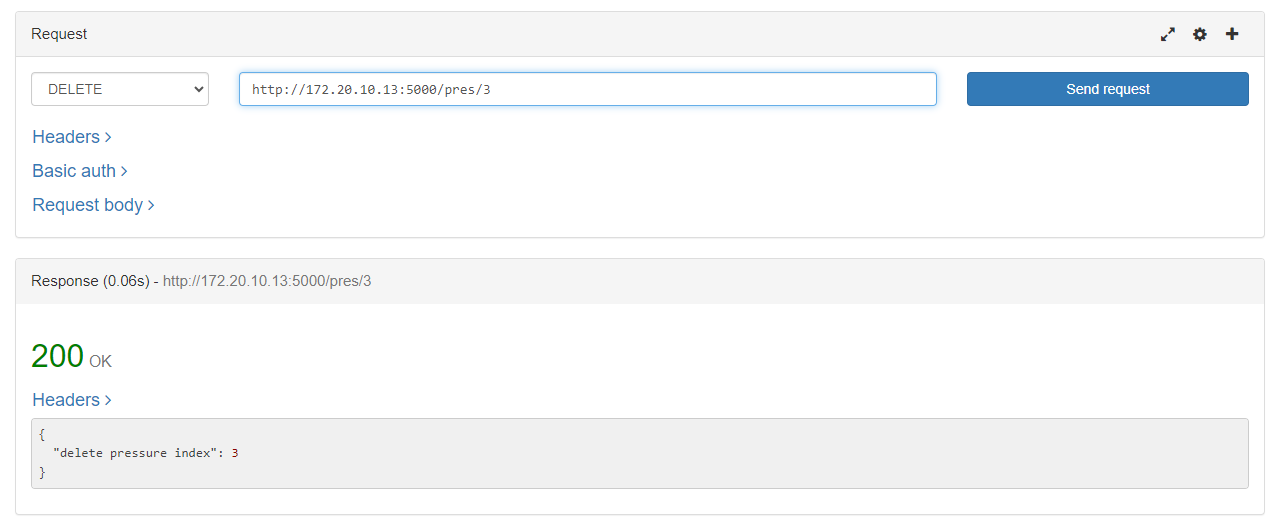 Request
DELETE
http://172.20.10.13:5000/pres/3
Send request
Headers
Basic auth
Request body
Response (0.06s) - http://172.20.10.13:5000/pres/3
200 OK
Headers
{
"delete pressure index": 3
}